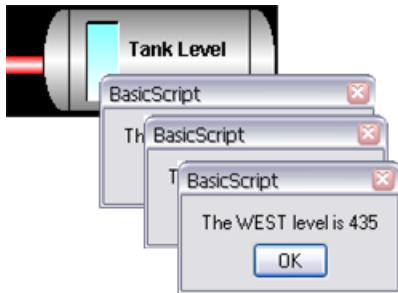 Tank Level
BasicScript
Th
BasicScript
T
BasicScript
The WEST level is 435
OK